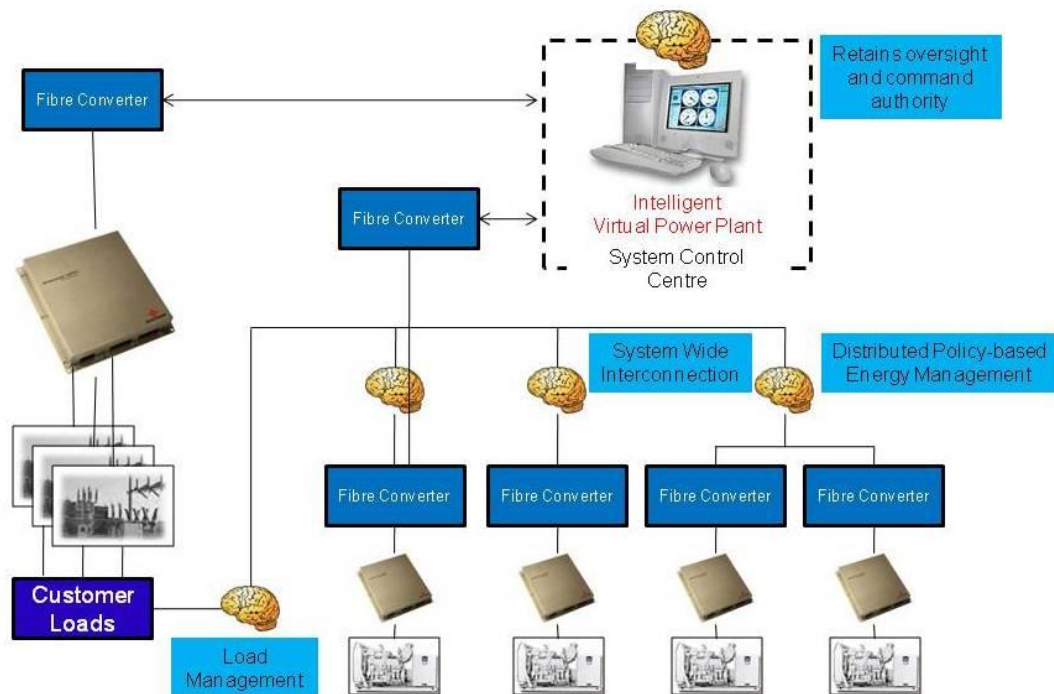 Retains oversight
and command
authority
Fibre Converter
Fibre Converter
Intelligent
Virtual Power Plant
System Control
Centre
System Wide
Interconnection
Distributed Policy-based
Energy Management
Fibre Converter
Fibre Converter
Fibre Converter
Fibre Converter
Customer
Loads
Load
Management